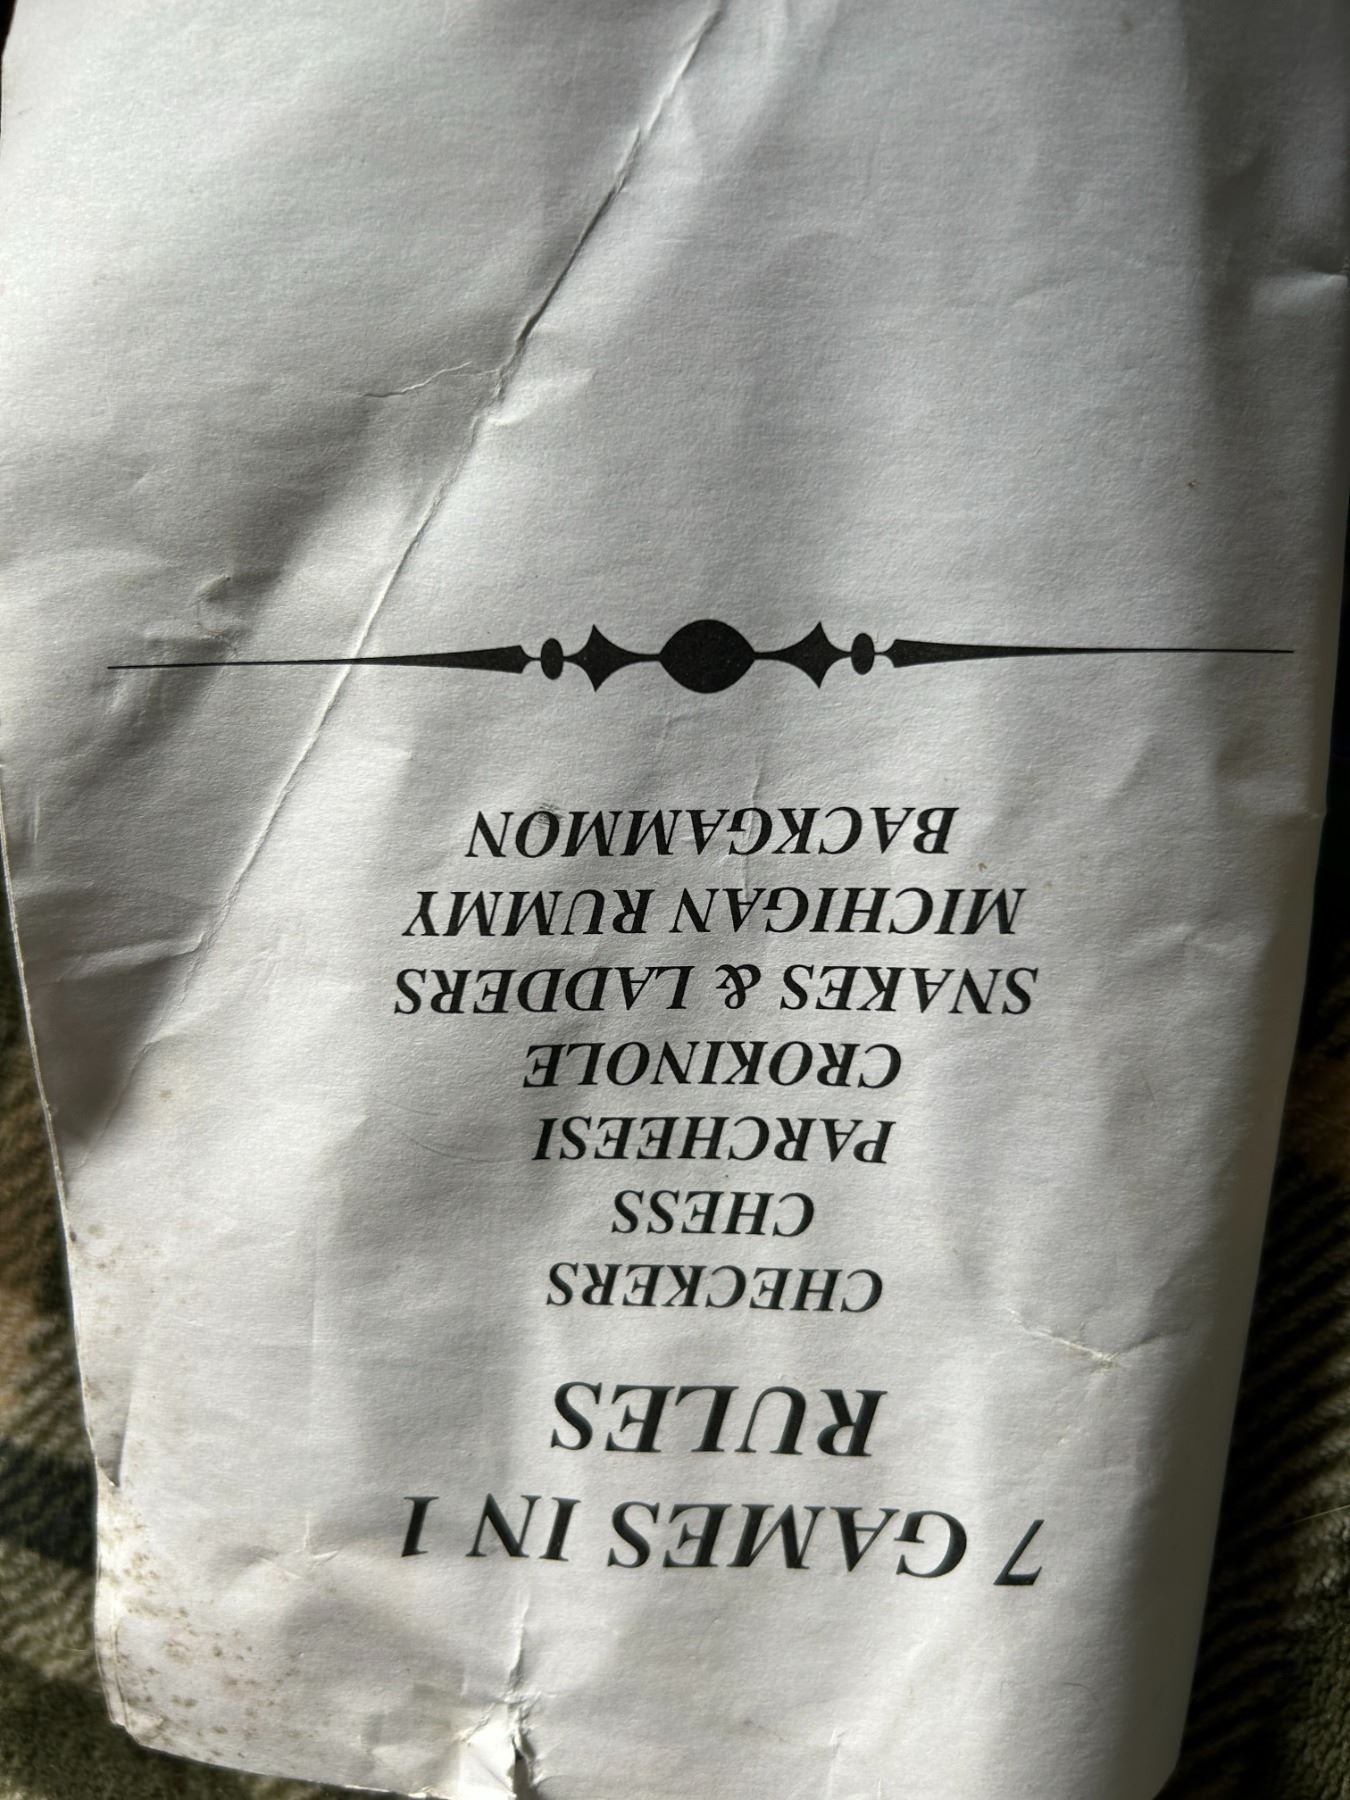 7 GAMES IN 1
RULES
CHECKERS
CHESS
PARCHEESI
CROKINOLE
SNAKES & LADDERS
MICHIGAN RUMMY
BACKGAMMON